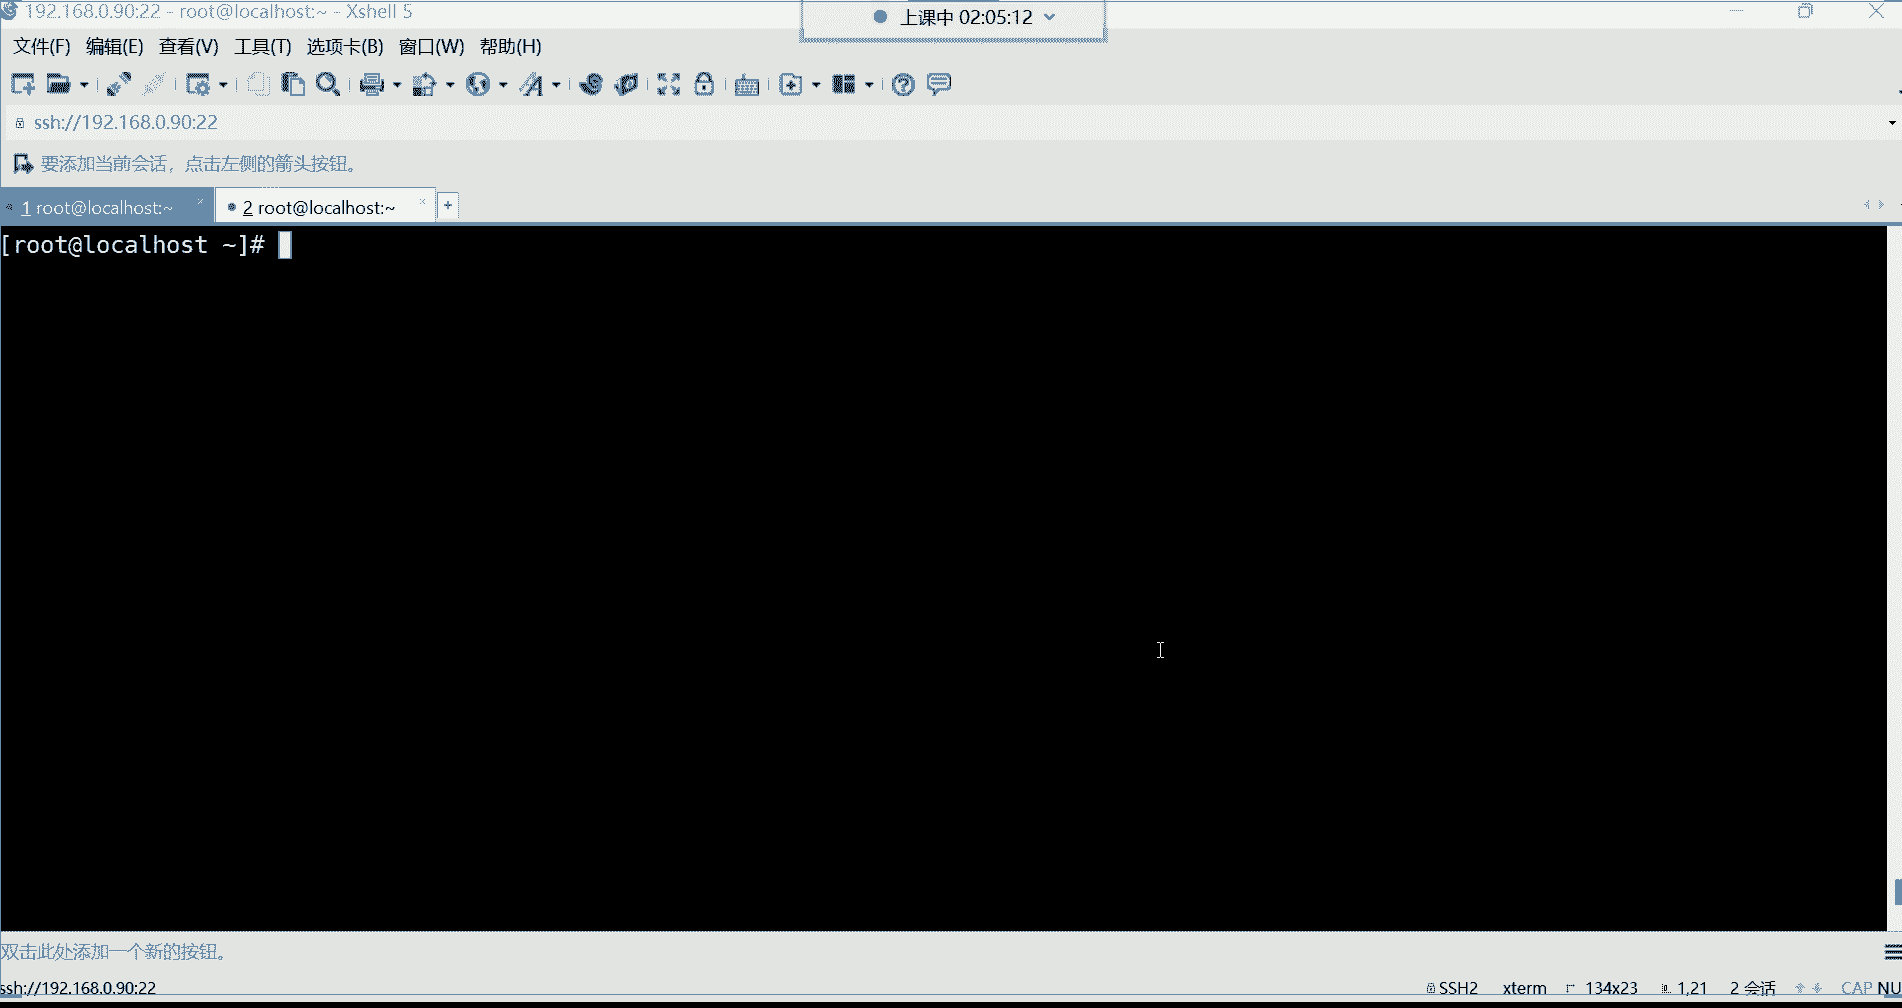 192.168.0.90:22 - root@localhost:~ - Xshell 5
上课中 02:05:12
文件(F) 编辑(E) 查看(V) 工具(T) 选项卡(B) 窗口(W) 帮助(H)
ssh://192.168.0.90:22
要添加当前会话，点击左侧的箭头按钮。
1 root@localhost:~ 2 root@localhost:~
[root@localhost ~]#
双击此处添加一个新的按钮。
ssh://192.168.0.90:22 SSH2 xterm 134x23 1,21 2 会话 CAP NU